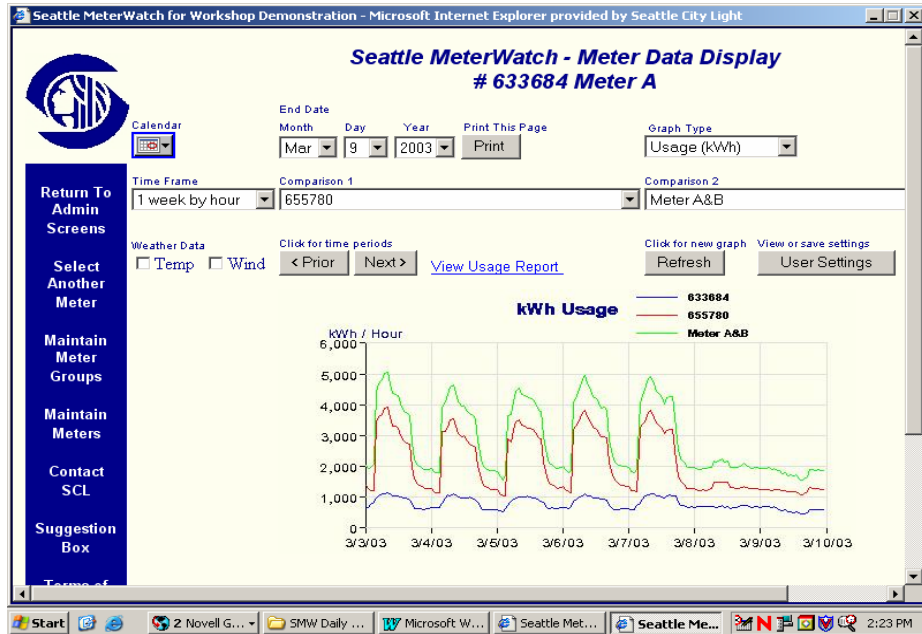 Seattle MeterWatch for Workshop Demonstration - Microsoft Internet Explorer provided by Seattle City Light
Seattle MeterWatch - Meter Data Display
# 633684 Meter A
End Date
Calendar
Month Day Year Print This Page
Graph Type
Mar 9 2003 Print
Usage (kWh)
Time Frame Comparison 1 Comparison 2
1 week by hour 655780 Meter A&B
Weather Data Click for time periods Click for new graph View or save settings
Temp Wind < Prior Next > View Usage Report Refresh User Settings
Return To
Admin
Screens
Select
Another
Meter
Maintain
Meter
Groups
Maintain
Meters
Contact
SCL
Suggestion
Box
Terms of
kWh Usage
633684
655780
Meter A&B
kWh / Hour
6,000
5,000
4,000
3,000
2,000
1,000
0
3/3/03 3/4/03 3/5/03 3/6/03 3/7/03 3/8/03 3/9/03 3/10/03
Start 2 Novell G... SMW Daily ... Microsoft W... Seattle Met... Seattle Me... 2:23 PM